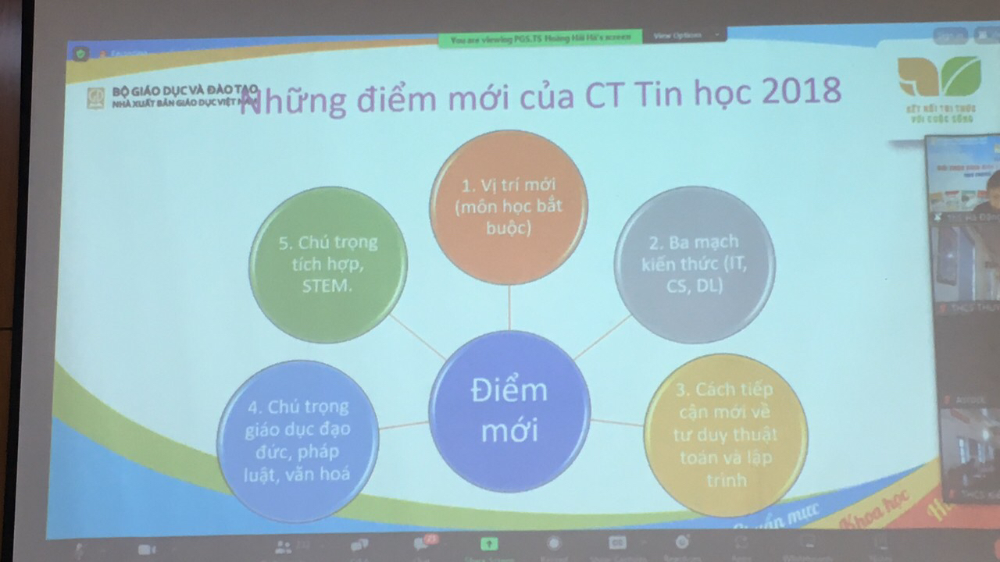 You are viewing PGS.TS Hoàng Hải Hà's screen
View Options
Recording
BỘ GIÁO DỤC VÀ ĐÀO TẠO
NHÀ XUẤT BẢN GIÁO DỤC VIỆT NAM
Những điểm mới của CT Tin học 2018
KẾT NỐI TRI THỨC
VỚI CUỘC SỐNG
1. Vị trí mới
(môn học bắt
buộc)
2. Ba mạch
kiến thức (IT,
CS, DL)
3. Cách tiếp
cận mới về
tư duy thuật
toán và lập
trình
4. Chú trọng
giáo dục đạo
đức, pháp
luật, văn hoá
5. Chú trọng
tích hợp,
STEM.
Điểm
mới
mực
Khoa học
23